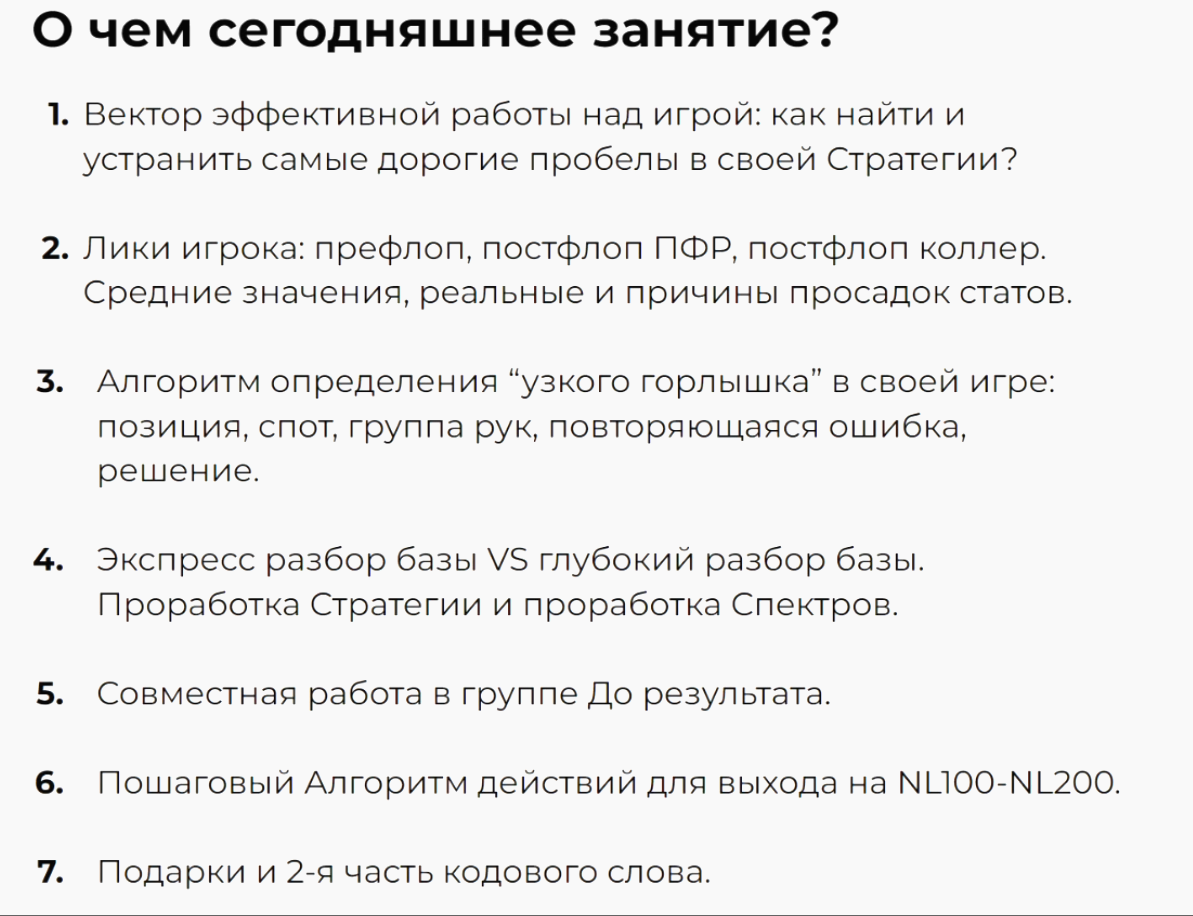 О чем сегодняшнее занятие?
1. Вектор эффективной работы над игрой: как найти и
устранить самые дорогие пробелы в своей Стратегии?
2. Лики игрока: префлоп, постфлоп ПФР, постфлоп коллер.
Средние значения, реальные и причины просадок статов.
3. Алгоритм определения “узкого горлышка” в своей игре:
позиция, спот, группа рук, повторяющаяся ошибка,
решение.
4. Экспресс разбор базы VS глубокий разбор базы.
Проработка Стратегии и проработка Спектров.
5. Совместная работа в группе До результата.
6. Пошаговый Алгоритм действий для выхода на NL100-NL200.
7. Подарки и 2-я часть кодового слова.